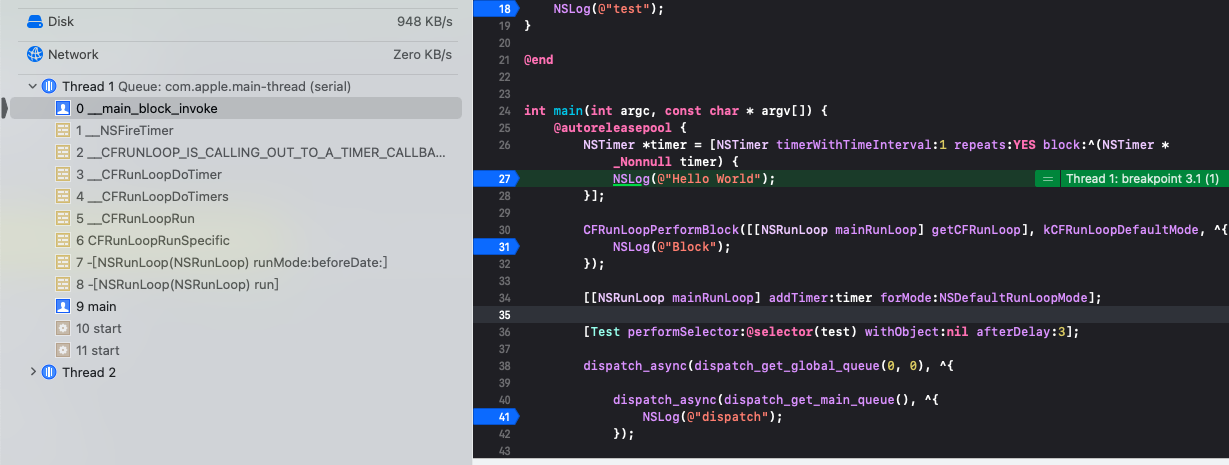 Disk 948 KB/s
Network Zero KB/s
Thread 1 Queue: com.apple.main-thread (serial)
0 __main_block_invoke
1 __NSFireTimer
2 __CFRUNLOOP_IS_CALLING_OUT_TO_A_TIMER_CALLBA...
3 __CFRunLoopDoTimer
4 __CFRunLoopDoTimers
5 __CFRunLoopRun
6 CFRunLoopRunSpecific
7 -[NSRunLoop(NSRunLoop) runMode:beforeDate:]
8 -[NSRunLoop(NSRunLoop) run]
9 main
10 start
11 start
Thread 2
18 NSLog(@"test");
19 }
20
21 @end
22
23
24 int main(int argc, const char * argv[]) {
25 @autoreleasepool {
26 NSTimer *timer = [NSTimer timerWithTimeInterval:1 repeats:YES block:^(NSTimer *
_Nonnull timer) {
27 NSLog(@"Hello World"); = Thread 1: breakpoint 3.1 (1)
28 }];
29
30 CFRunLoopPerformBlock([[NSRunLoop mainRunLoop] getCFRunLoop], kCFRunLoopDefaultMode, ^{
31 NSLog(@"Block");
32 });
33
34 [[NSRunLoop mainRunLoop] addTimer:timer forMode:NSDefaultRunLoopMode];
35
36 [Test performSelector:@selector(test) withObject:nil afterDelay:3];
37
38 dispatch_async(dispatch_get_global_queue(0, 0), ^{
39
40 dispatch_async(dispatch_get_main_queue(), ^{
41 NSLog(@"dispatch");
42 });
43